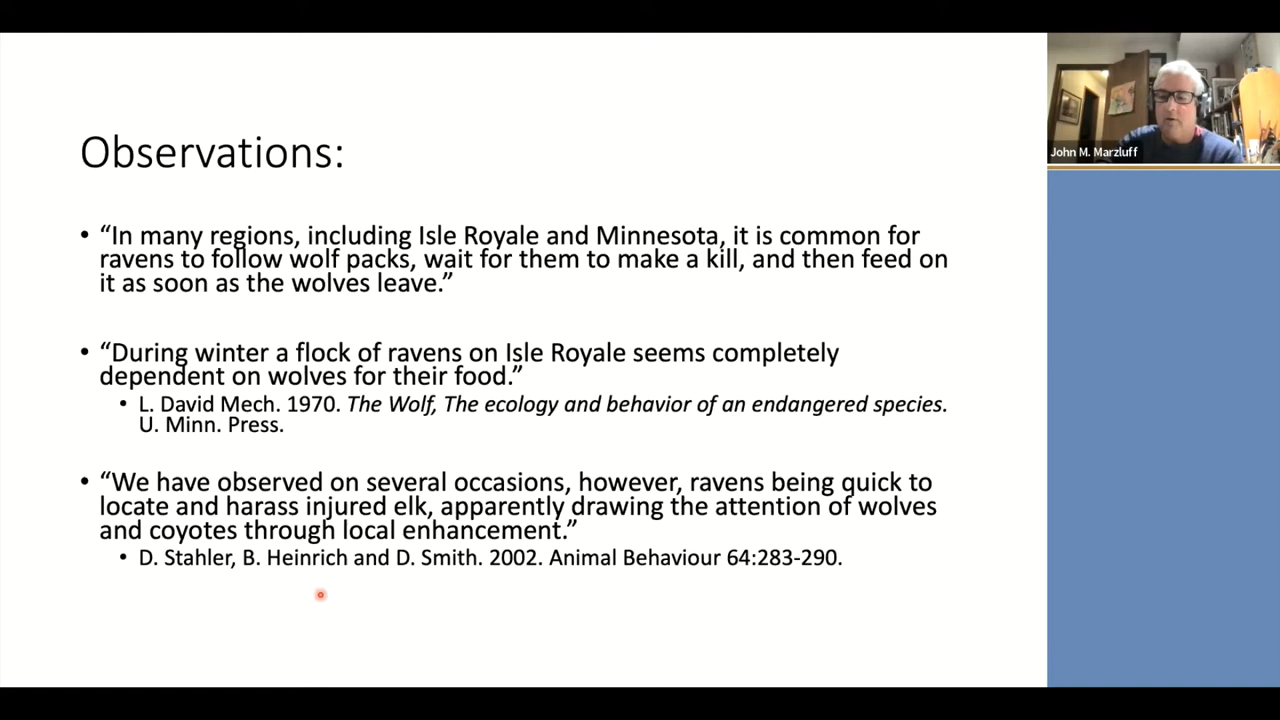 Observations:
• “In many regions, including Isle Royale and Minnesota, it is common for
ravens to follow wolf packs, wait for them to make a kill, and then feed on
it as soon as the wolves leave.”
• “During winter a flock of ravens on Isle Royale seems completely
dependent on wolves for their food.”
• L. David Mech. 1970. The Wolf, The ecology and behavior of an endangered species.
U. Minn. Press.
• “We have observed on several occasions, however, ravens being quick to
locate and harass injured elk, apparently drawing the attention of wolves
and coyotes through local enhancement.”
• D. Stahler, B. Heinrich and D. Smith. 2002. Animal Behaviour 64:283-290.
John M. Marzluff